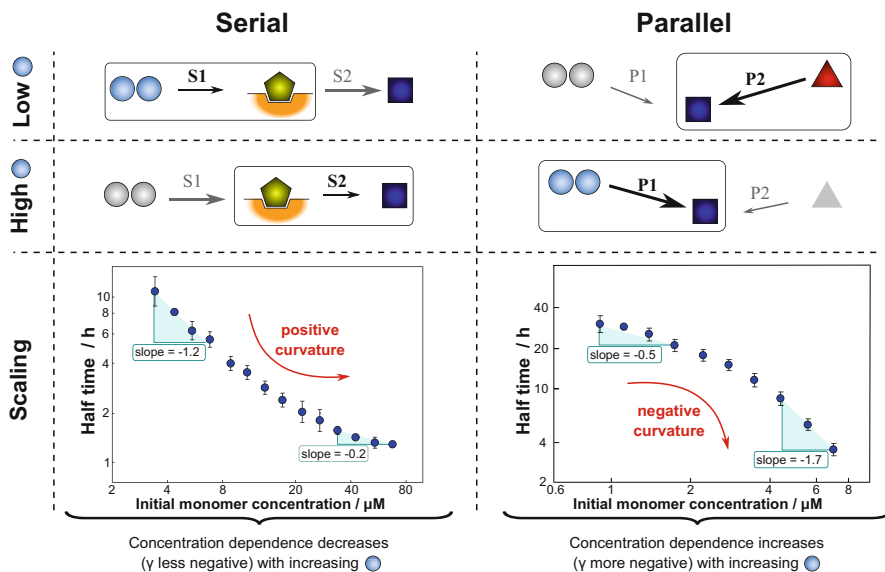 Serial
Parallel
Low
S1
S2
P1
P2
High
S1
S2
P1
P2
Scaling
Half time / h
10
8
6
4
2
1
slope = -1.2
positive
curvature
slope = -0.2
2
4
8
20
40
80
Initial monomer concentration / µM
Half time / h
40
20
10
4
2
slope = -0.5
negative
curvature
slope = -1.7
0.6
1
2
4
6
8
Initial monomer concentration / µM
Concentration dependence decreases
(γ less negative) with increasing
Concentration dependence increases
(γ more negative) with increasing